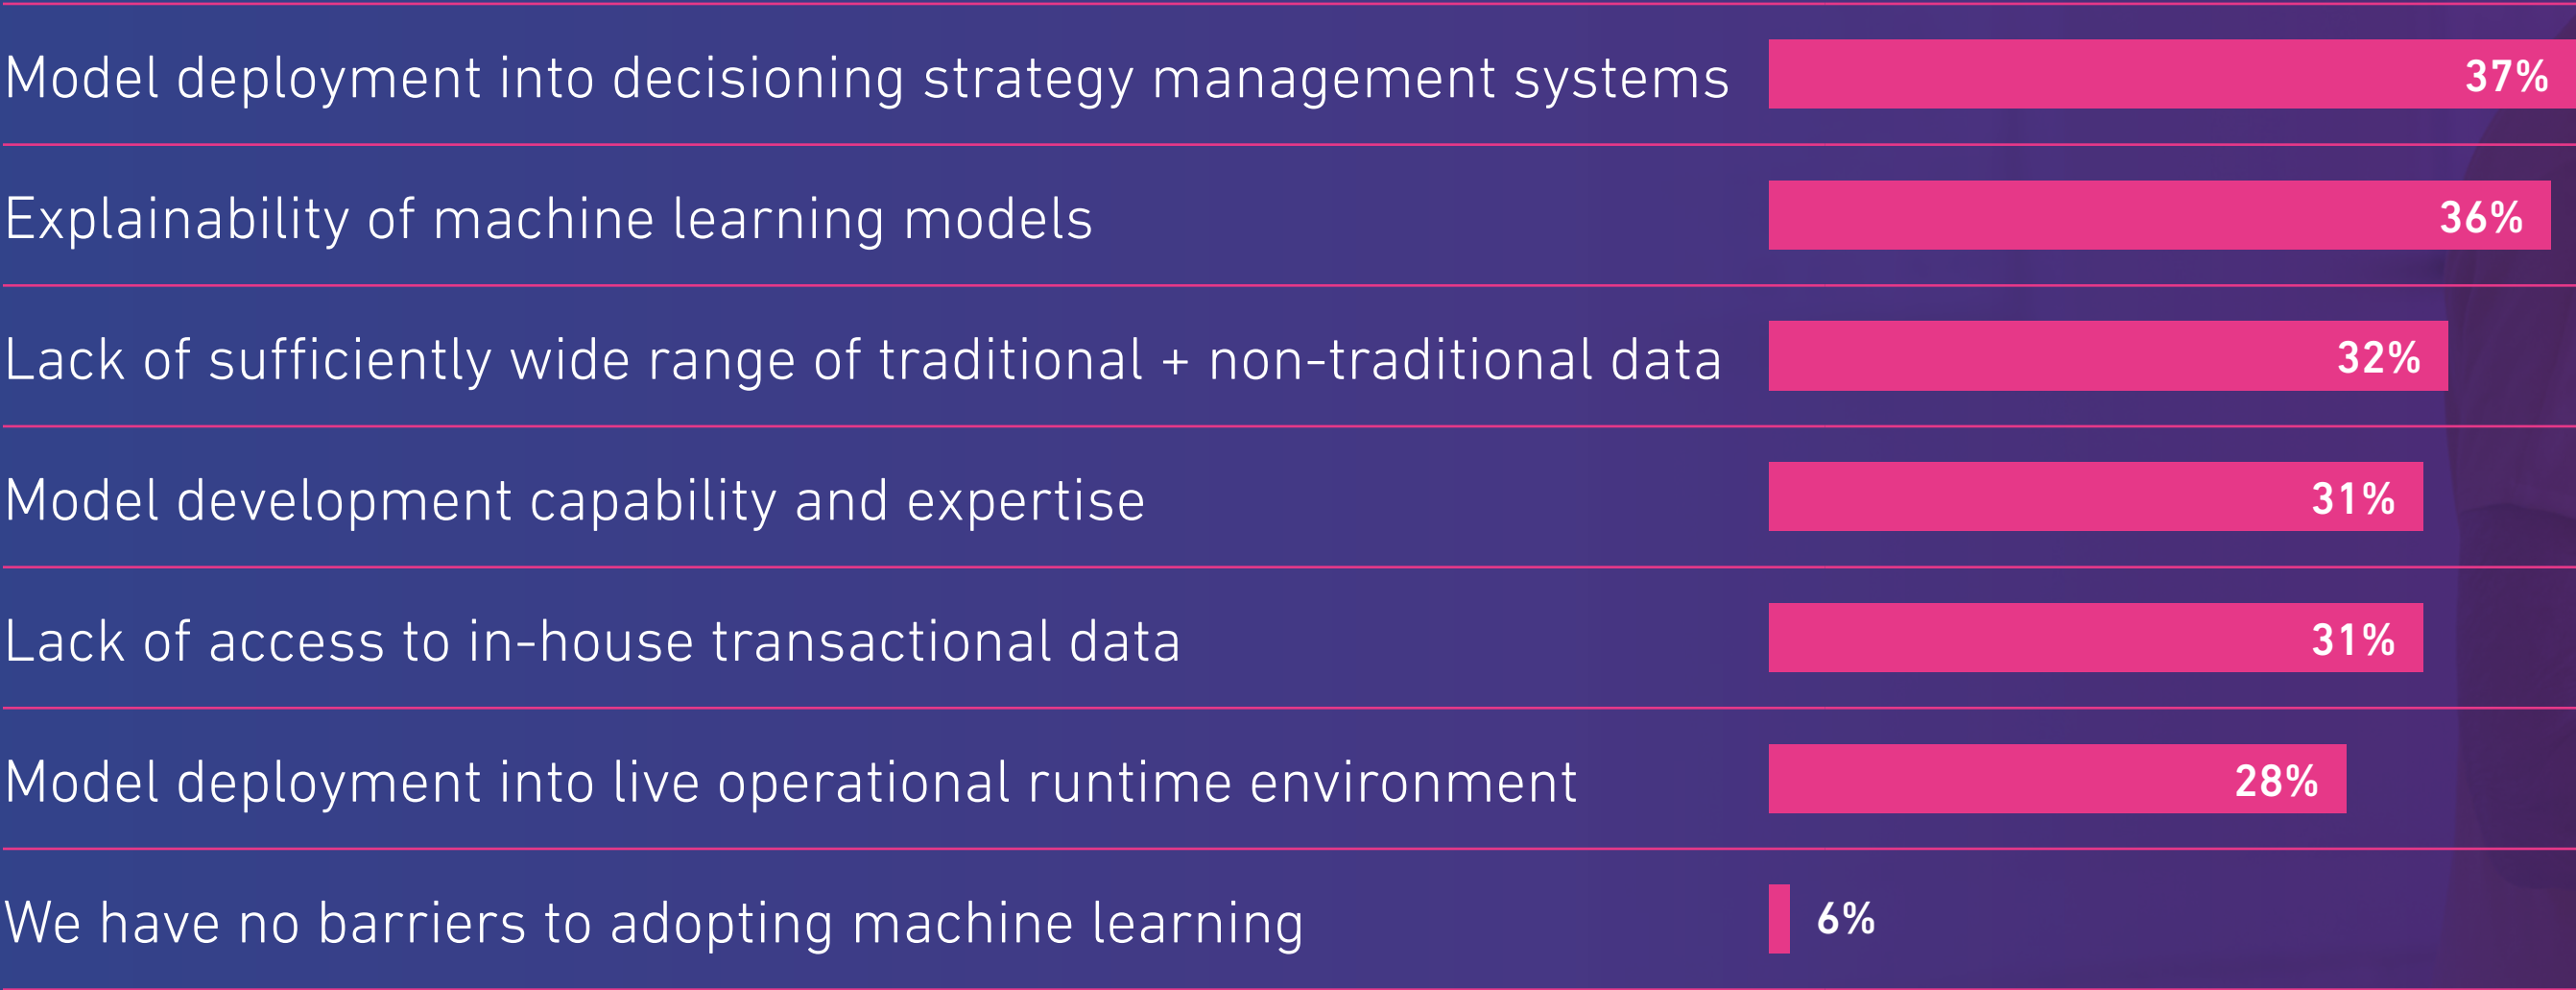 Model deployment into decisioning strategy management systems 37%
Explainability of machine learning models 36%
Lack of sufficiently wide range of traditional + non-traditional data 32%
Model development capability and expertise 31%
Lack of access to in-house transactional data 31%
Model deployment into live operational runtime environment 28%
We have no barriers to adopting machine learning 6%